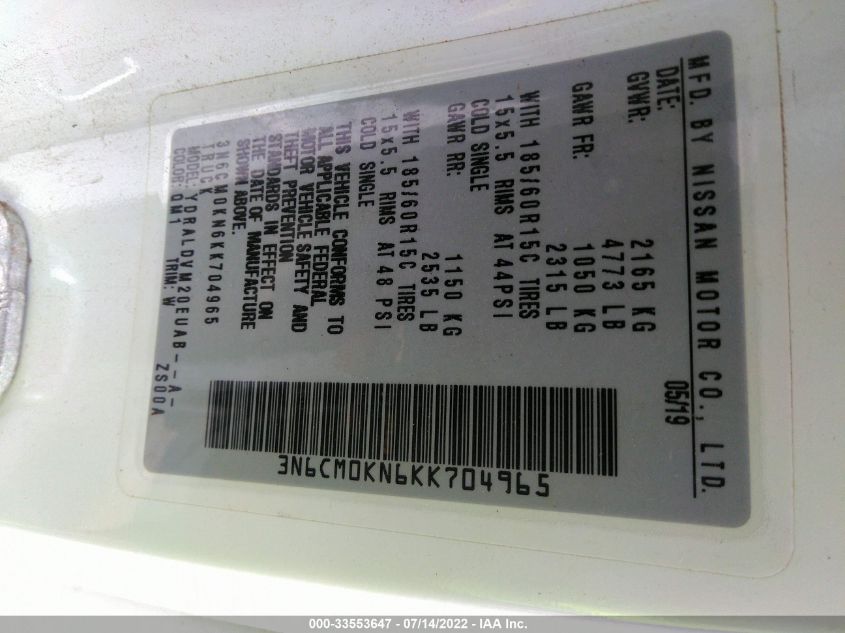 MFD. BY NISSAN MOTOR CO., LTD.
DATE: 05/19
GVWR: 2165 KG
4773 LB
GAWR FR: 1050 KG
2315 LB
WITH 185/60R15C TIRES
15x5.5 RIMS AT 44PSI
COLD SINGLE
GAWR RR: 1150 KG
2535 LB
WITH 185/60R15C TIRES
15x5.5 RIMS AT 48 PSI
COLD SINGLE
THIS VEHICLE CONFORMS TO
ALL APPLICABLE FEDERAL
MOTOR VEHICLE SAFETY AND
THEFT PREVENTION
STANDARDS IN EFFECT ON
THE DATE OF MANUFACTURE
SHOWN ABOVE.
3N6CM0KN6KK704965
TRUCK
MODEL: YDRALDVM20EUAB--A-
COLOR: QM1 TRIM: W ZS00A
3N6CM0KN6KK704965
000-33553647 - 07/14/2022 - IAA Inc.